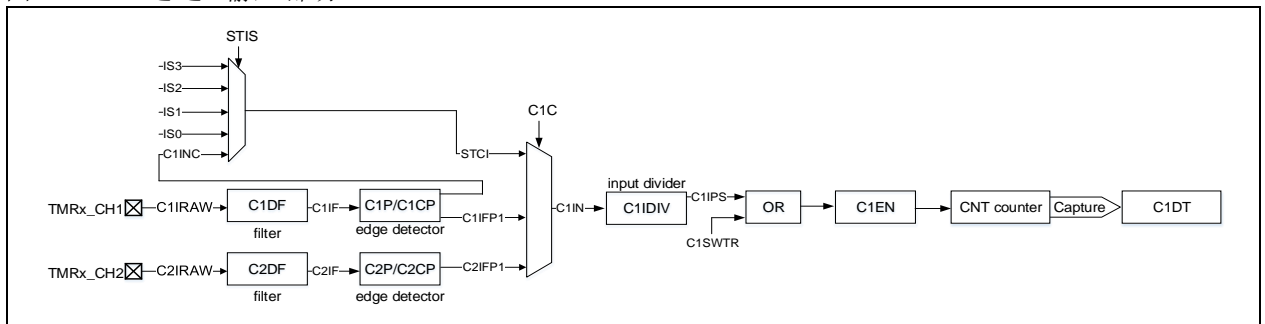 STIS
IS3
IS2
IS1
IS0
C1INC
C1C
STCI
TMRx_CH1
C1IRAW
C1DF
filter
C1IF
C1P/C1CP
edge detector
C1IFP1
C1IN
input divider
C1IDIV
C1IPS
C1SWTR
OR
C1EN
CNT counter
Capture
C1DT
TMRx_CH2
C2IRAW
C2DF
filter
C2IF
C2P/C2CP
edge detector
C2IFP1